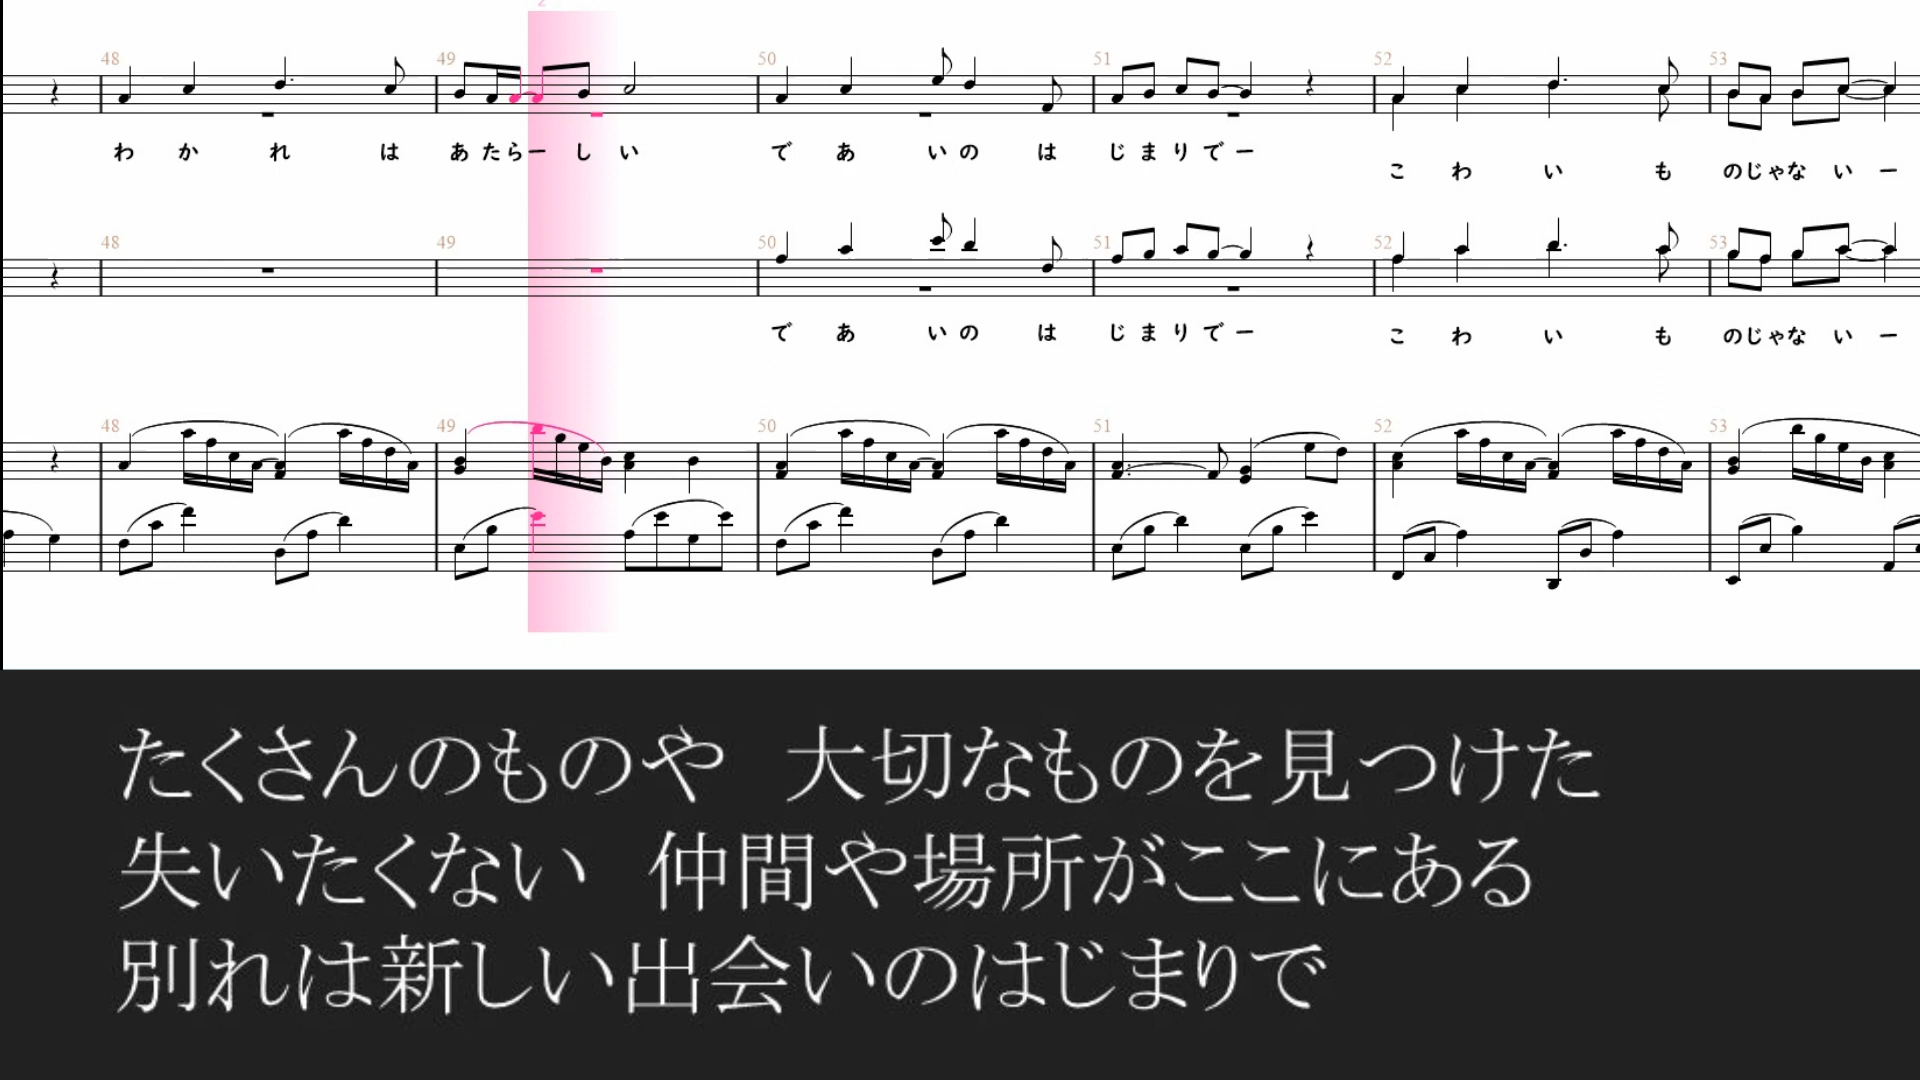 2
48 49 50 51 52 53
わかれは あたらーしい であいのは じまりでー こわいも のじゃないー
48 49 50 51 52 53
であいのは じまりでー こわいも のじゃないー
48 49 50 51 52 53
たくさんのものや 大切なものを見つけた
失いたくない 仲間や場所がここにある
別れは新しい出会いのはじまりで